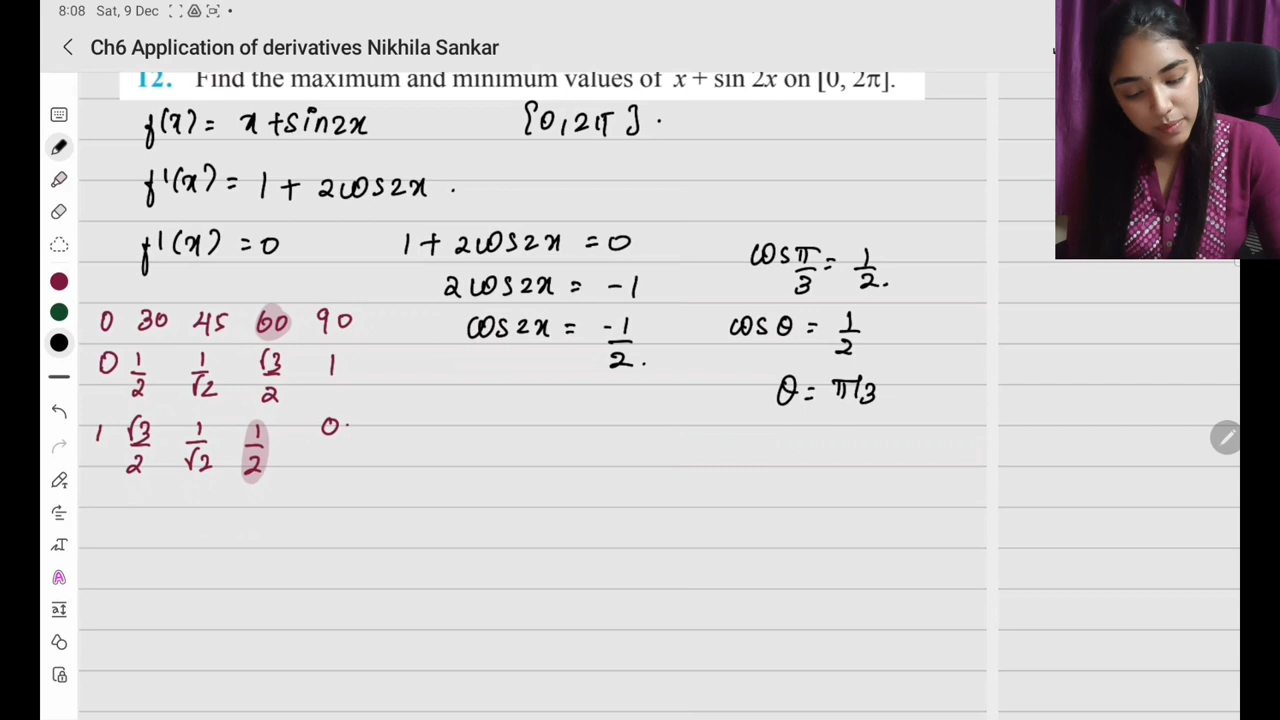 8:08 Sat, 9 Dec
Ch6 Application of derivatives Nikhila Sankar
12. Find the maximum and minimum values of x + sin 2x on [0, 2π].
f(x) = x + sin2x [0, 2π].
f'(x) = 1 + 2cos2x.
f'(x) = 0 1 + 2cos2x = 0
2cos2x = -1
cos2x = -1/2.
cos π/3 = 1/2.
cos θ = 1/2
θ = π/3
0 30 45 60 90
0 1/2 1/√2 √3/2 1
1 √3/2 1/√2 1/2 0.